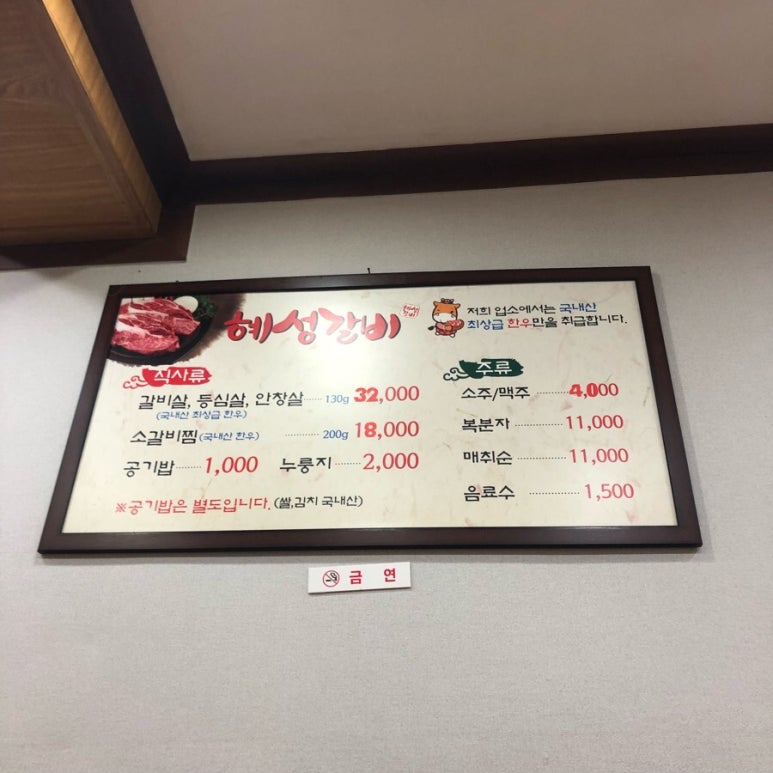 혜성갈비
저희 업소에서는 국내산
최상급 한우만을 취급합니다.
식사류
갈비살, 등심살, 안창살 ······ 130g 32,000
(국내산 최상급 한우)
소갈비찜 (국내산 한우) ············ 200g 18,000
공기밥 ······ 1,000 누룽지 ······ 2,000
※공기밥은 별도입니다. (쌀,김치 국내산)
주류
소주/맥주 ········ 4,000
복분자 ············ 11,000
매취순 ············ 11,000
음료수 ·············· 1,500
금 연